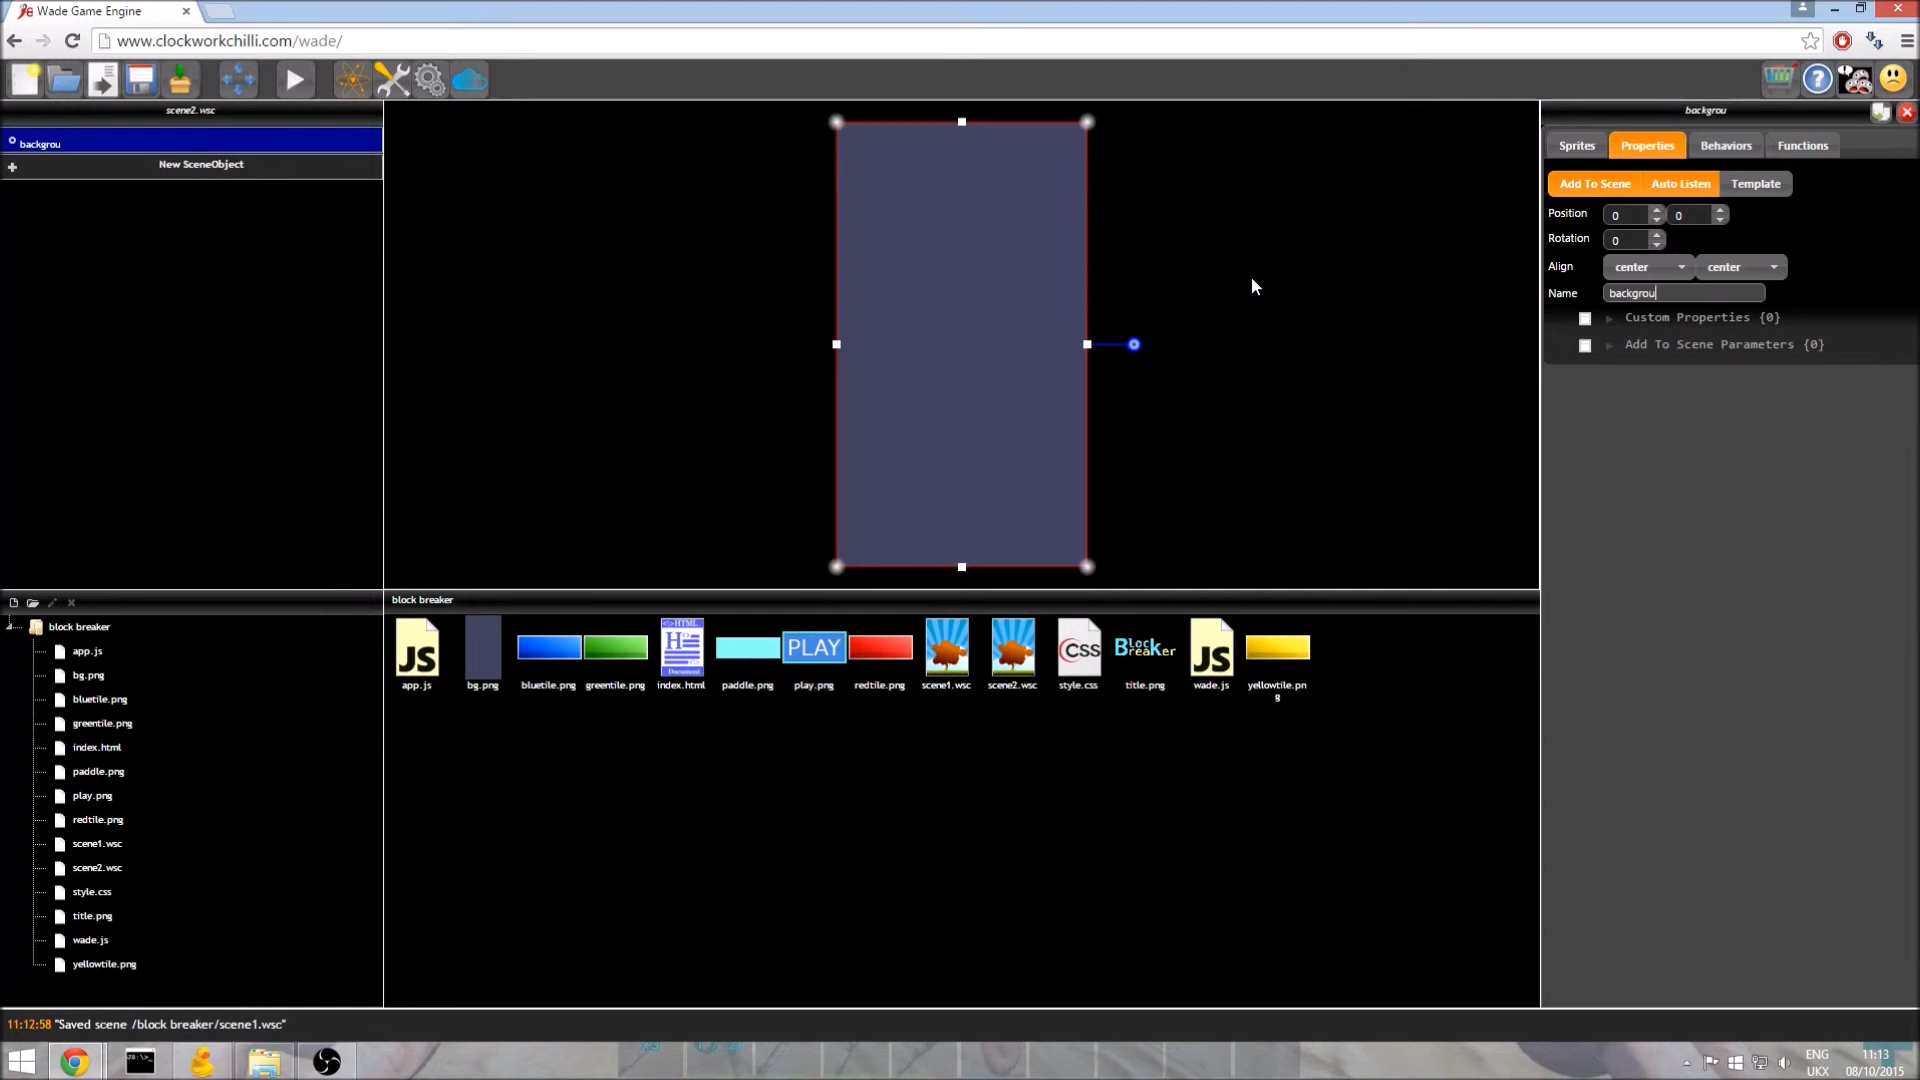 Wade Game Engine
www.clockworkchilli.com/wade/
scene2.wsc
backgrou
New SceneObject
backgrou
Sprites Properties Behaviors Functions
Add To Scene Auto Listen Template
Position 0 0
Rotation 0
Align center center
Name backgrou
Custom Properties {0}
Add To Scene Parameters {0}
block breaker
app.js
bg.png
bluetile.png
greentile.png
index.html
paddle.png
play.png
redtile.png
scene1.wsc
scene2.wsc
style.css
title.png
wade.js
yellowtile.png
block breaker
JS </> HTML H Document PLAY CSS Block Breaker JS
app.js bg.png bluetile.png greentile.png index.html paddle.png play.png redtile.png scene1.wsc scene2.wsc style.css title.png wade.js yellowtile.pn
g
11:12:58 "Saved scene /block breaker/scene1.wsc"
ENG 11:13
UKX 08/10/2015